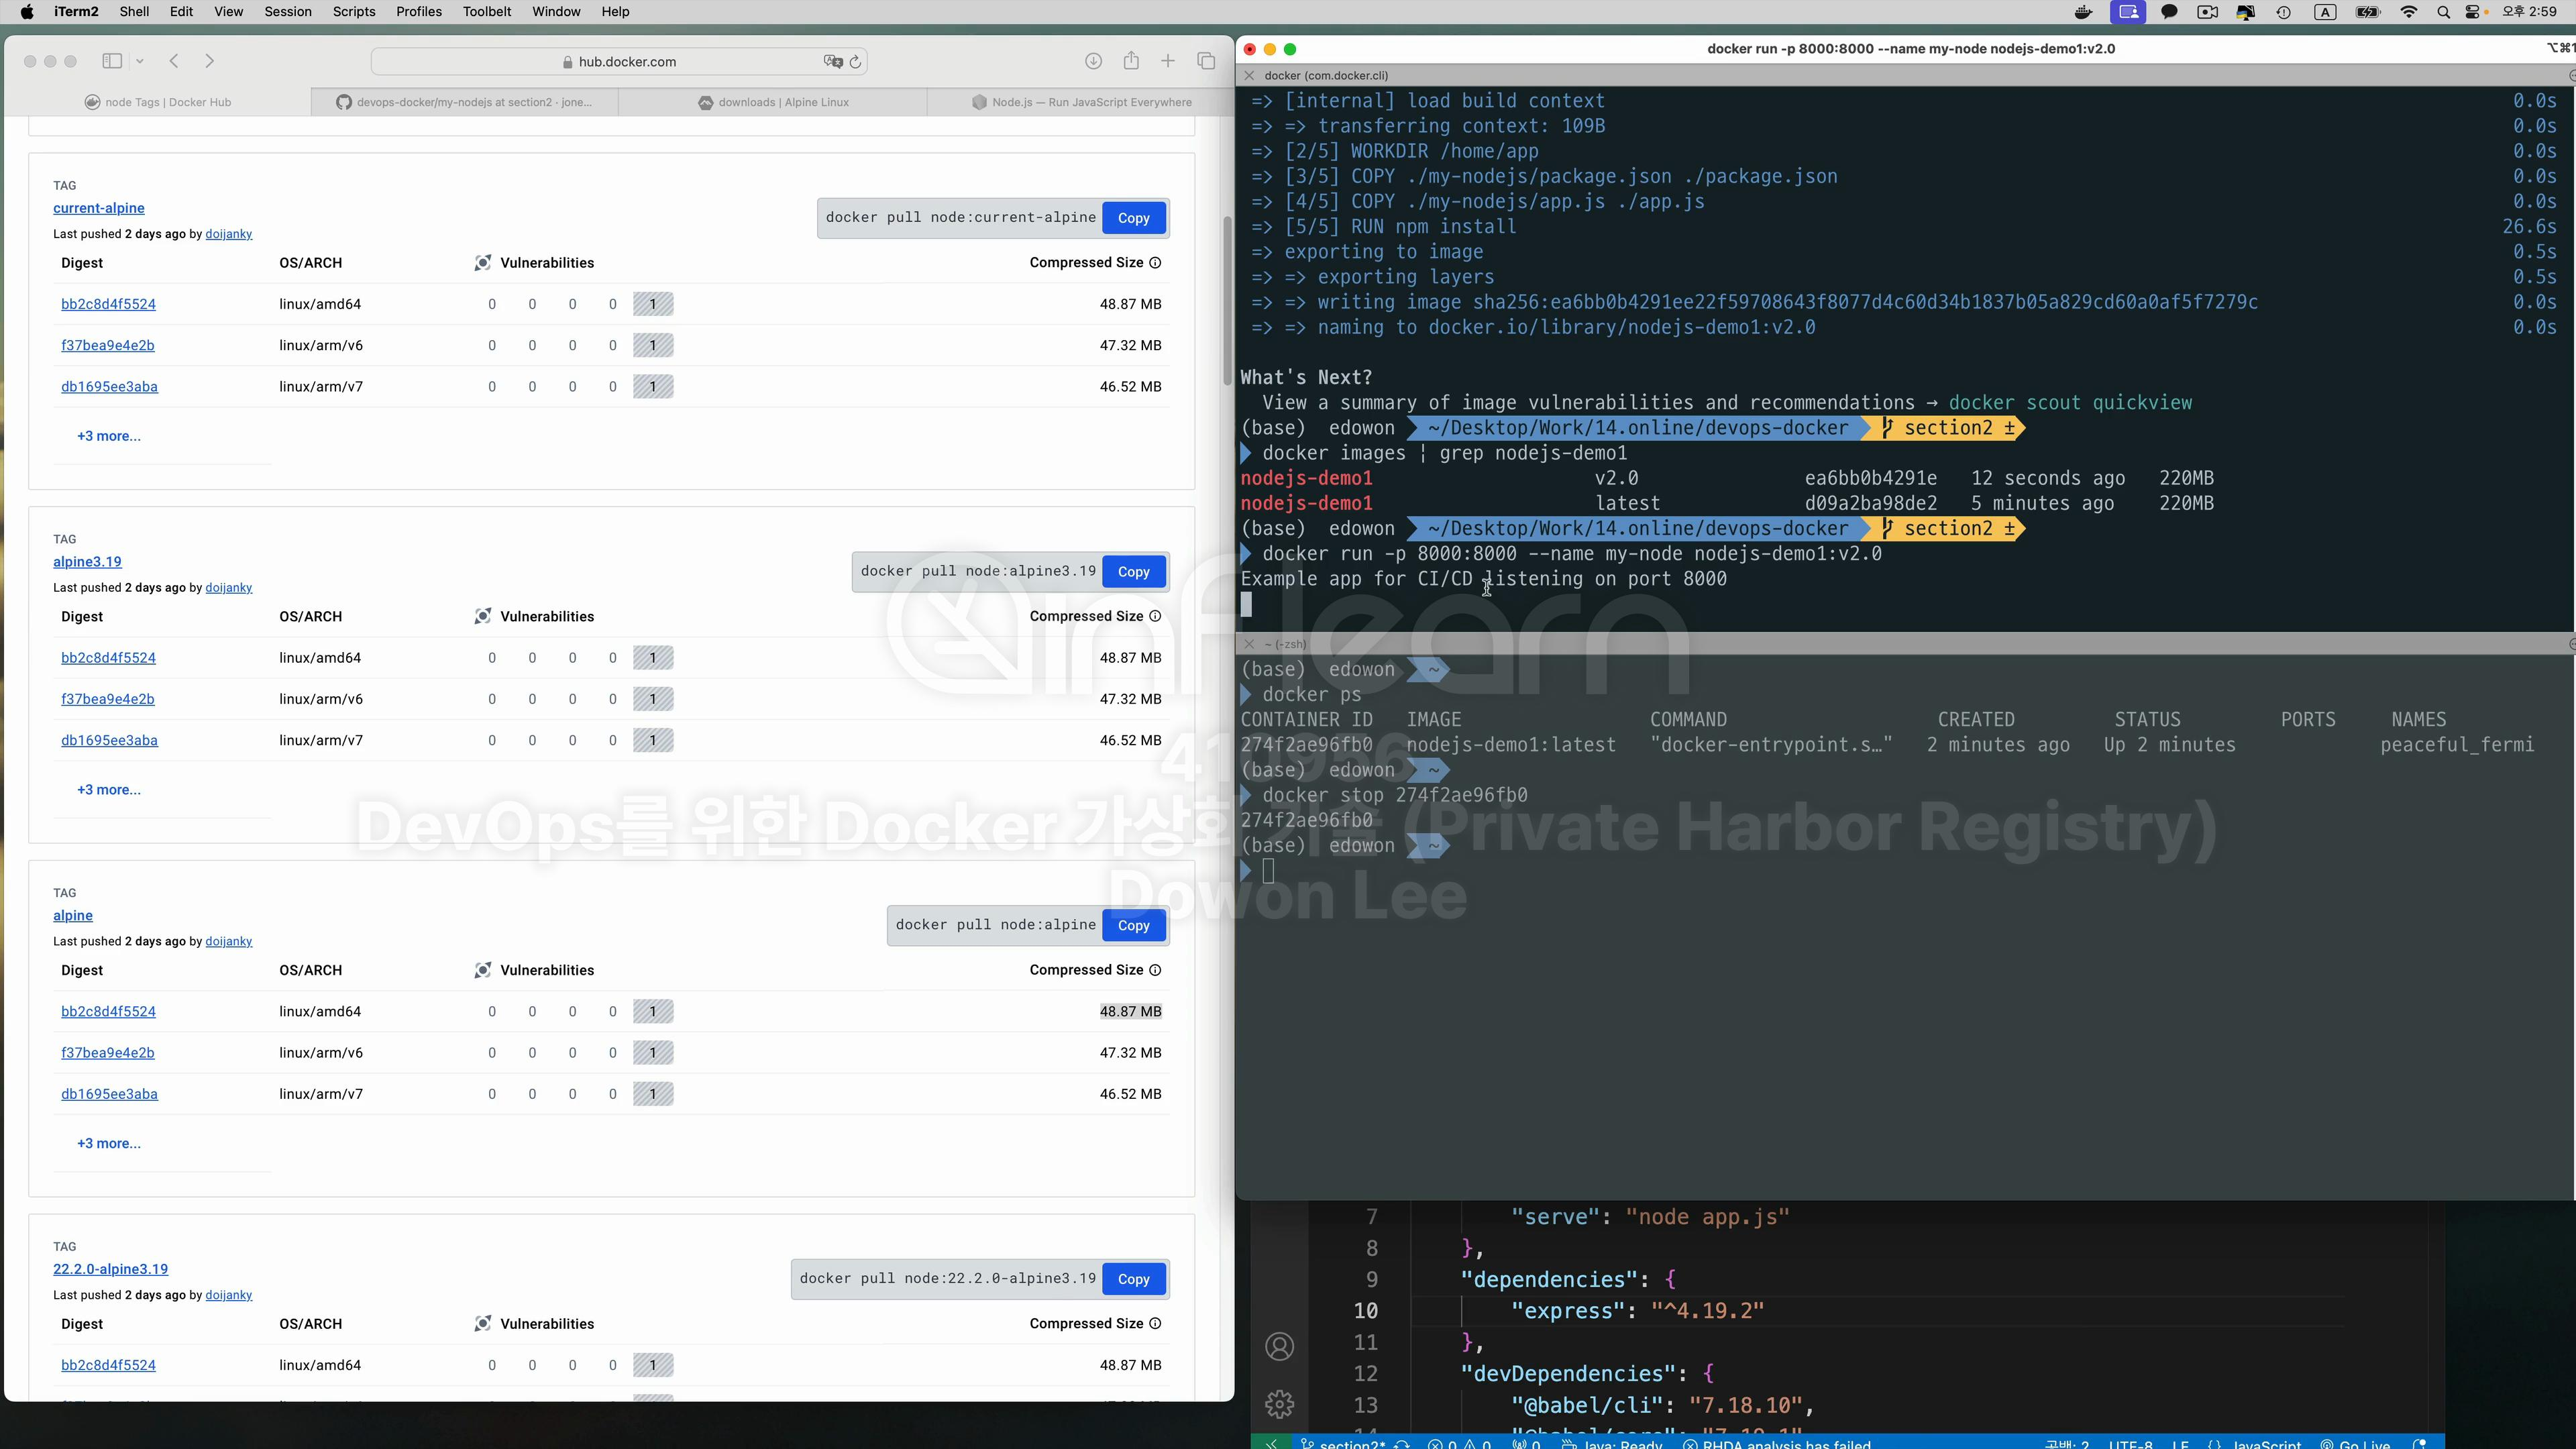 iTerm2 Shell Edit View Session Scripts Profiles Toolbelt Window Help
A 오후 2:59
hub.docker.com
node Tags | Docker Hub
devops-docker/my-nodejs at section2 · jone...
downloads | Alpine Linux
Node.js — Run JavaScript Everywhere
TAG
current-alpine
docker pull node:current-alpine Copy
Last pushed 2 days ago by doijanky
Digest OS/ARCH Vulnerabilities Compressed Size
bb2c8d4f5524 linux/amd64 0 0 0 0 1 48.87 MB
f37bea9e4e2b linux/arm/v6 0 0 0 0 1 47.32 MB
db1695ee3aba linux/arm/v7 0 0 0 0 1 46.52 MB
+3 more...
TAG
alpine3.19
docker pull node:alpine3.19 Copy
Last pushed 2 days ago by doijanky
Digest OS/ARCH Vulnerabilities Compressed Size
bb2c8d4f5524 linux/amd64 0 0 0 0 1 48.87 MB
f37bea9e4e2b linux/arm/v6 0 0 0 0 1 47.32 MB
db1695ee3aba linux/arm/v7 0 0 0 0 1 46.52 MB
+3 more...
TAG
alpine
docker pull node:alpine Copy
Last pushed 2 days ago by doijanky
Digest OS/ARCH Vulnerabilities Compressed Size
bb2c8d4f5524 linux/amd64 0 0 0 0 1 48.87 MB
f37bea9e4e2b linux/arm/v6 0 0 0 0 1 47.32 MB
db1695ee3aba linux/arm/v7 0 0 0 0 1 46.52 MB
+3 more...
TAG
22.2.0-alpine3.19
docker pull node:22.2.0-alpine3.19 Copy
Last pushed 2 days ago by doijanky
Digest OS/ARCH Vulnerabilities Compressed Size
bb2c8d4f5524 linux/amd64 0 0 0 0 1 48.87 MB
docker run -p 8000:8000 --name my-node nodejs-demo1:v2.0
docker (com.docker.cli)
=> [internal] load build context 0.0s
=> => transferring context: 109B 0.0s
=> [2/5] WORKDIR /home/app 0.0s
=> [3/5] COPY ./my-nodejs/package.json ./package.json 0.0s
=> [4/5] COPY ./my-nodejs/app.js ./app.js 0.0s
=> [5/5] RUN npm install 26.6s
=> exporting to image 0.5s
=> => exporting layers 0.5s
=> => writing image sha256:ea6bb0b4291ee22f59708643f8077d4c60d34b1837b05a829cd60a0af5f7279c 0.0s
=> => naming to docker.io/library/nodejs-demo1:v2.0 0.0s
What's Next?
View a summary of image vulnerabilities and recommendations → docker scout quickview
(base) edowon ~/Desktop/Work/14.online/devops-docker section2 ±
docker images | grep nodejs-demo1
nodejs-demo1 v2.0 ea6bb0b4291e 12 seconds ago 220MB
nodejs-demo1 latest d09a2ba98de2 5 minutes ago 220MB
(base) edowon ~/Desktop/Work/14.online/devops-docker section2 ±
docker run -p 8000:8000 --name my-node nodejs-demo1:v2.0
Example app for CI/CD listening on port 8000
~ (-zsh)
(base) edowon ~
docker ps
CONTAINER ID IMAGE COMMAND CREATED STATUS PORTS NAMES
274f2ae96fb0 nodejs-demo1:latest "docker-entrypoint.s…" 2 minutes ago Up 2 minutes peaceful_fermi
(base) edowon ~
docker stop 274f2ae96fb0
274f2ae96fb0
(base) edowon ~
inflearn
410956
DevOps를 위한 Docker 가상화 기술 (Private Harbor Registry)
Dowon Lee
7 "serve": "node app.js"
8 },
9 "dependencies": {
10 "express": "^4.19.2"
11 },
12 "devDependencies": {
13 "@babel/cli": "7.18.10",
section2* 0 0 0 Java: Ready RHDA analysis has failed 공백: 2 UTF-8 LF {} JavaScript Go Live